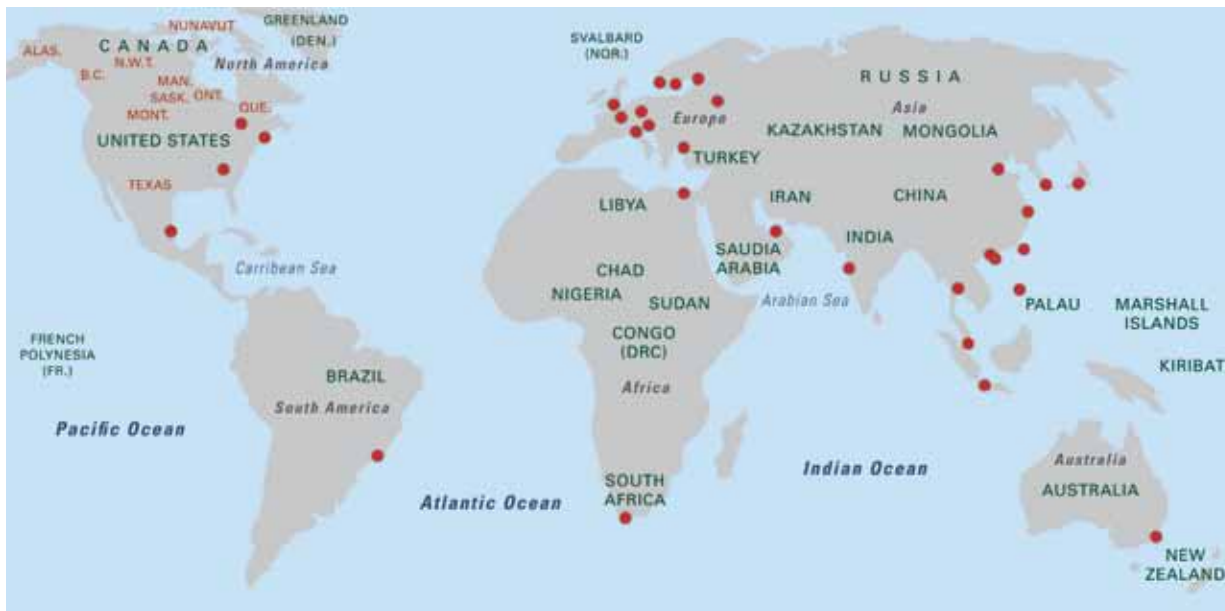 NUNAVUT
GREENLAND
(DEN.)
ALAS.
CANADA
N.W.T.
North America
B.C.
MAN.
SASK.
ONT.
MONT.
QUE.
UNITED STATES
TEXAS
Carribean Sea
FRENCH
POLYNESIA
(FR.)
BRAZIL
South America
Pacific Ocean
Atlantic Ocean
SVALBARD
(NOR.)
Europe
RUSSIA
Asia
KAZAKHSTAN
MONGOLIA
TURKEY
LIBYA
IRAN
CHINA
SAUDIA
ARABIA
INDIA
CHAD
NIGERIA
SUDAN
Arabian Sea
CONGO
(DRC)
Africa
PALAU
MARSHALL
ISLANDS
KIRIBAT
Indian Ocean
SOUTH
AFRICA
Australia
AUSTRALIA
NEW
ZEALAND